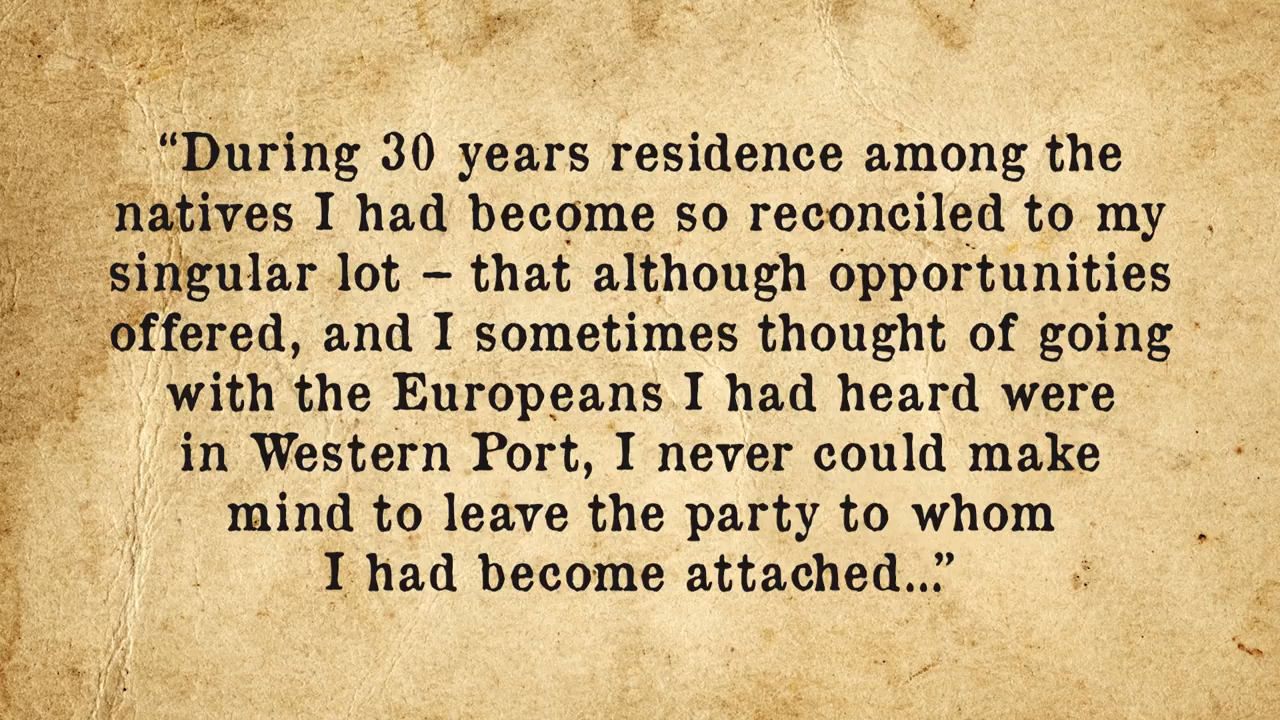 “During 30 years residence among the
natives I had become so reconciled to my
singular lot – that although opportunities
offered, and I sometimes thought of going
with the Europeans I had heard were
in Western Port, I never could make
mind to leave the party to whom
I had become attached...”